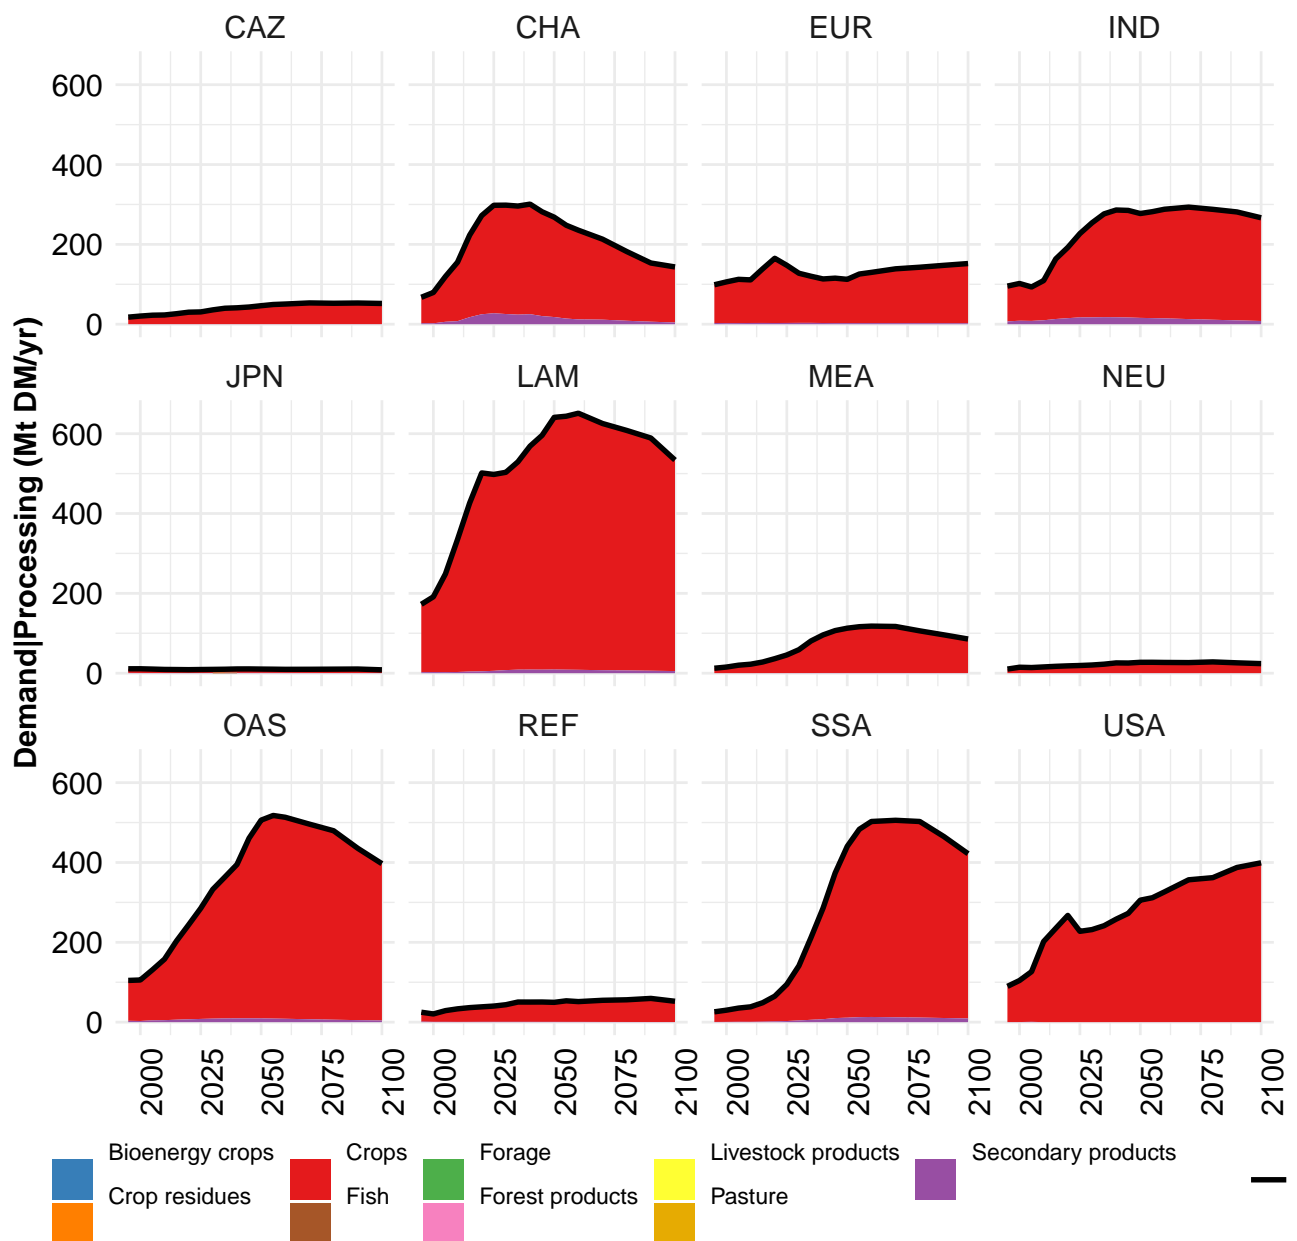 CAZ CHA EUR IND
600
400
200
0
JPN LAM MEA NEU
600
400
200
0
OAS REF SSA USA
600
400
200
0
Demand|Processing (Mt DM/yr)
2000 2025 2050 2075 2100 2000 2025 2050 2075 2100 2000 2025 2050 2075 2100 2000 2025 2050 2075 2100
Bioenergy crops Crops Forage Livestock products Secondary products
Crop residues Fish Forest products Pasture